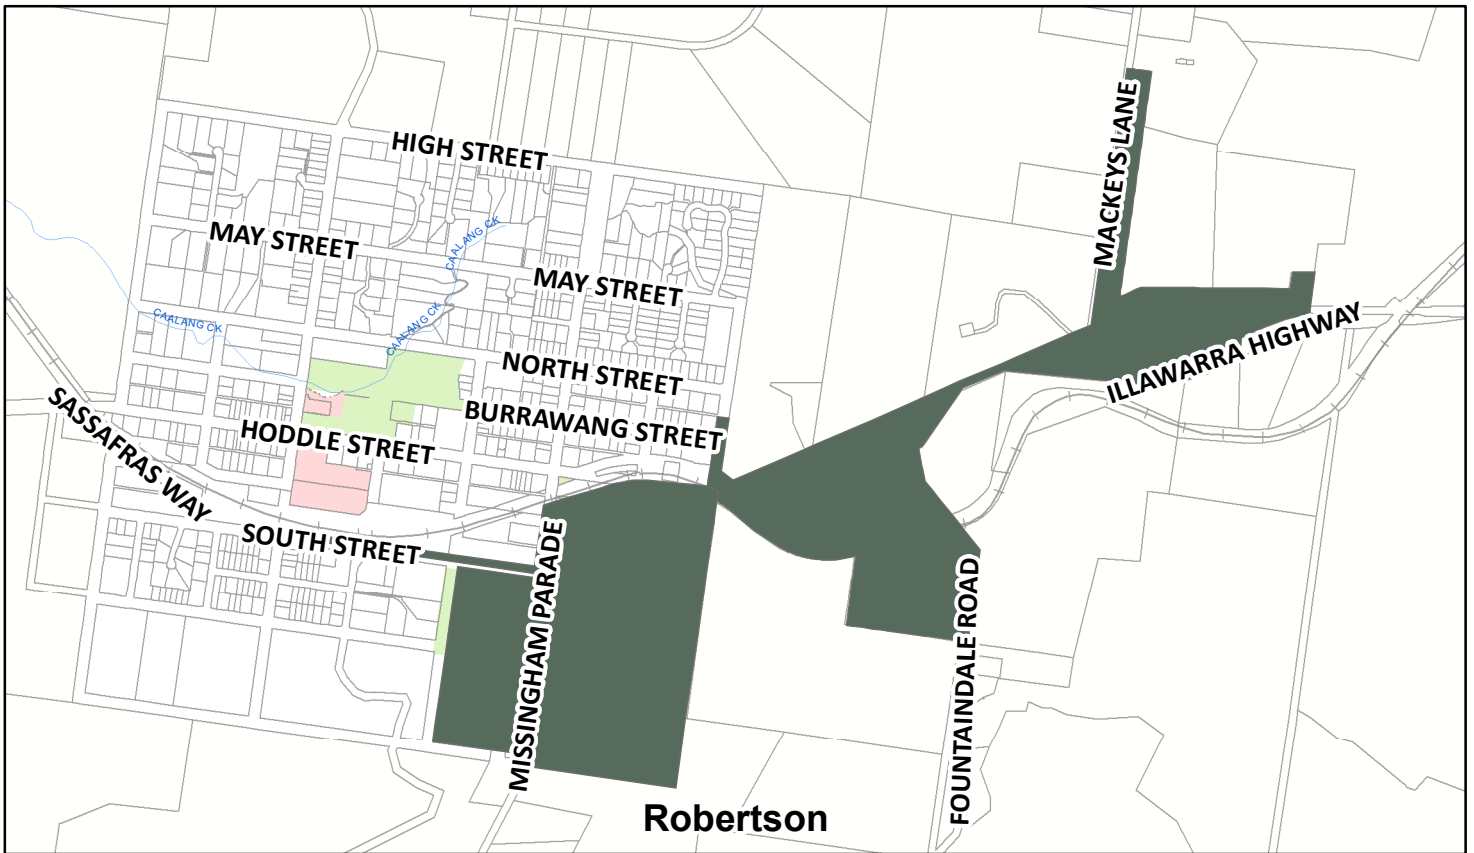 MACKEYS LANE
HIGH STREET
CAALANG CK
MAY STREET
MAY STREET
CAALANG CK
CAALANG CK
ILLAWARRA HIGHWAY
NORTH STREET
BURRAWANG STREET
HODDLE STREET
SASSAFRAS WAY
SOUTH STREET
MISSINGHAM PARADE
FOUNTAINDALE ROAD
Robertson